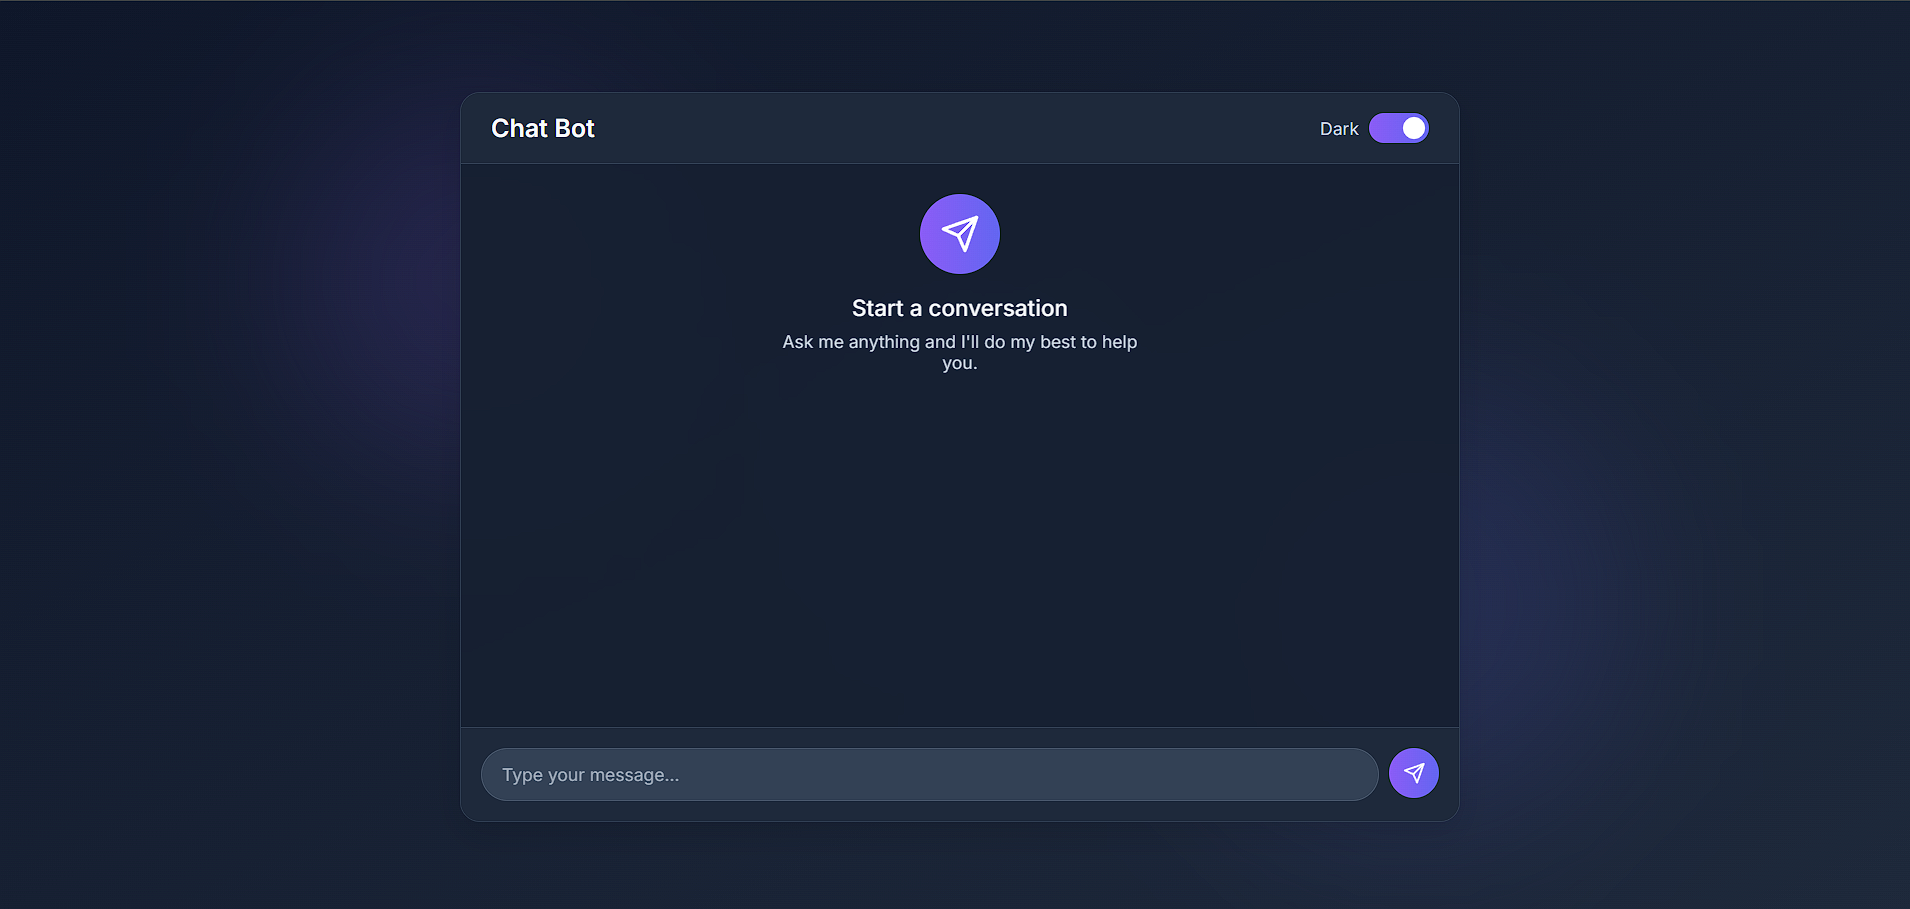 Chat Bot
Dark
Start a conversation
Ask me anything and I'll do my best to help
you.
Type your message...